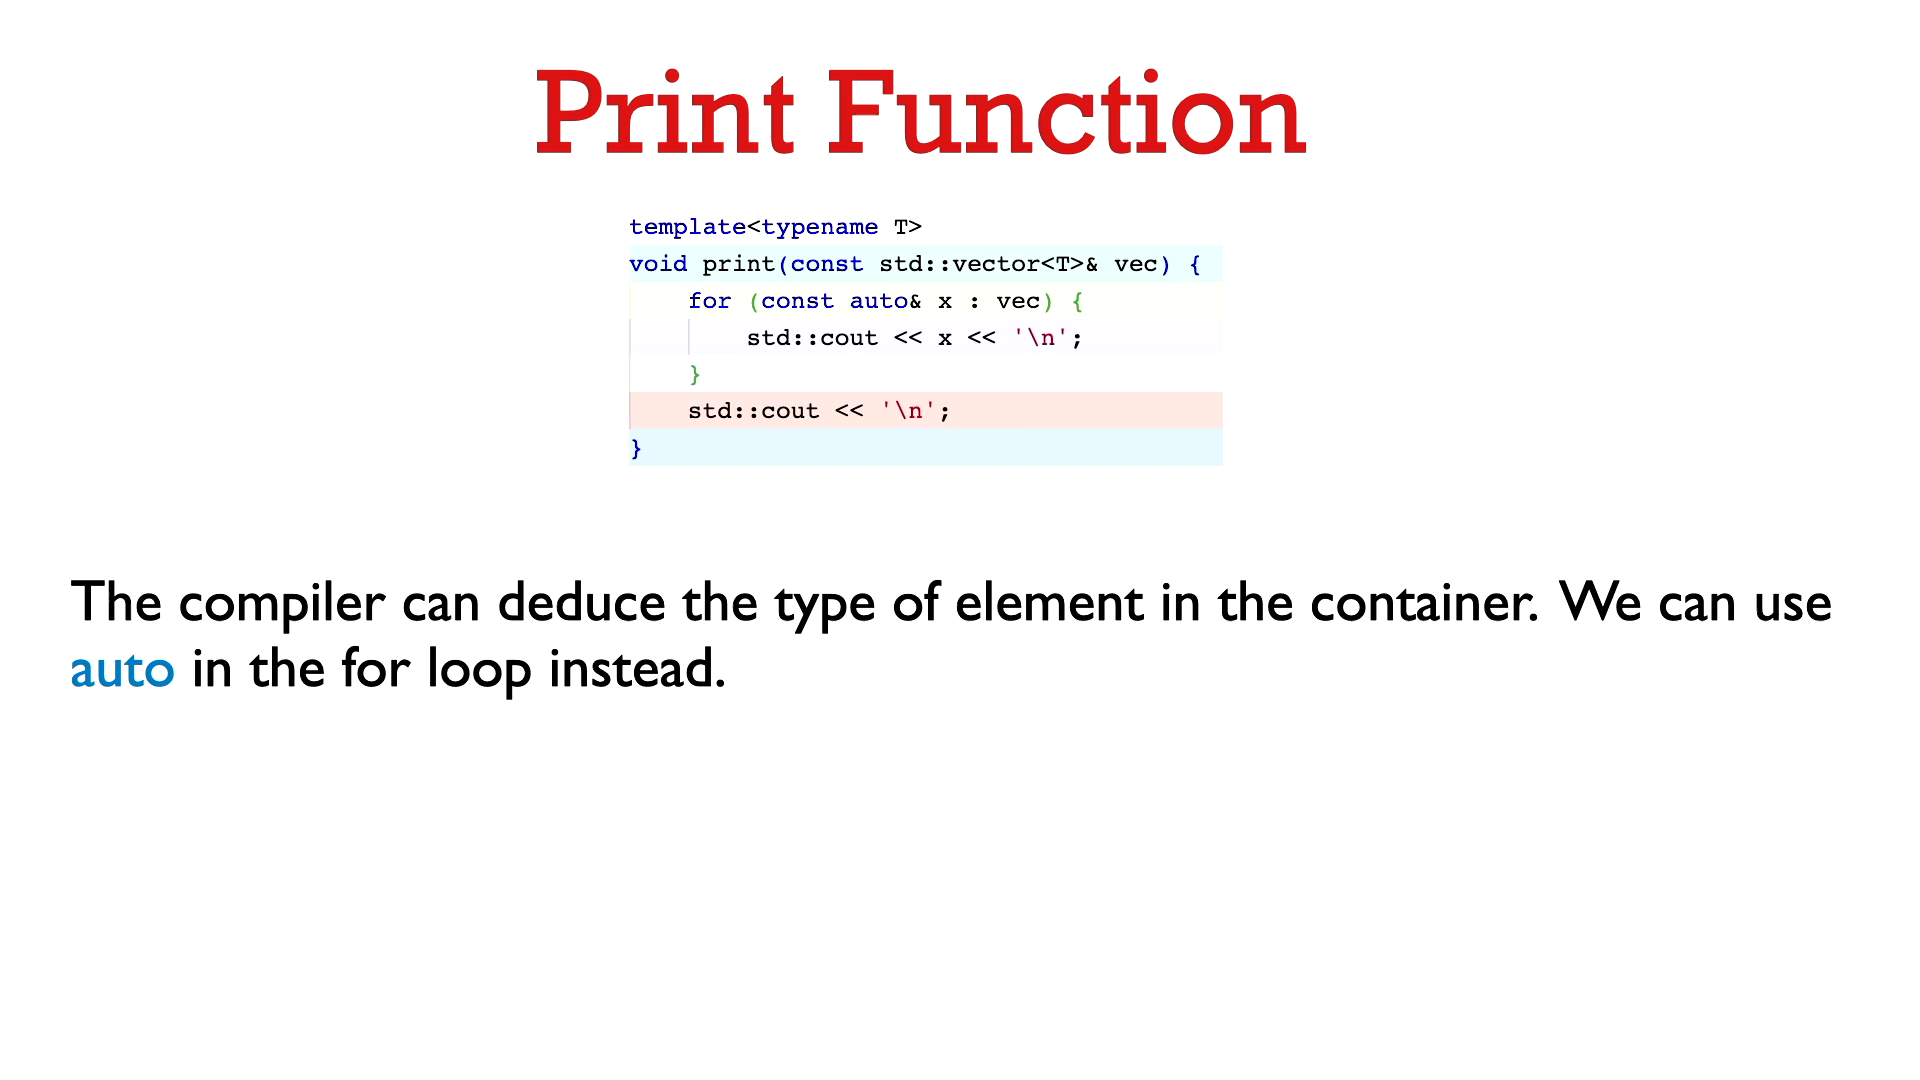 Print Function
template<typename T>
void print(const std::vector<T>& vec) {
    for (const auto& x : vec) {
        std::cout << x << '\n';
    }
    std::cout << '\n';
}
The compiler can deduce the type of element in the container. We can use
auto in the for loop instead.